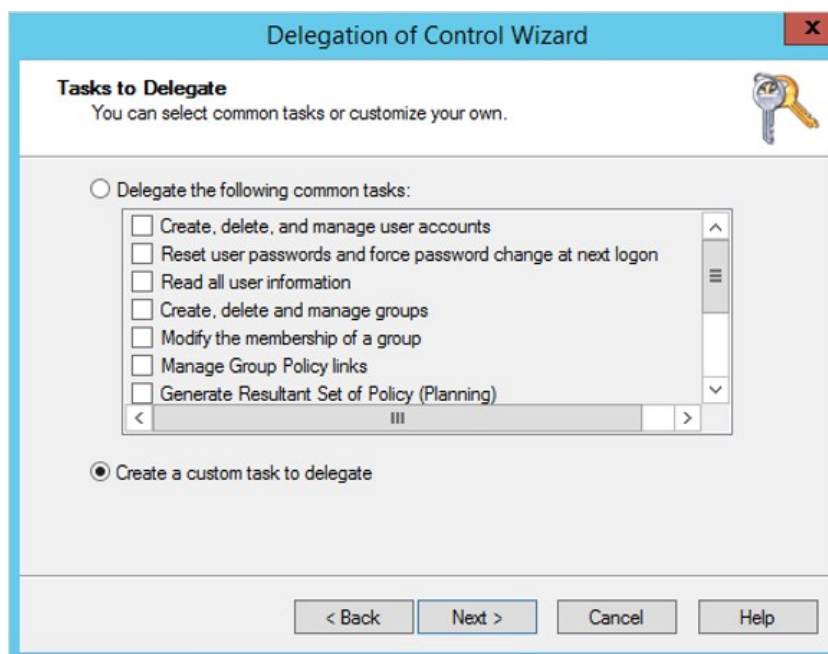 Delegation of Control Wizard
x
Tasks to Delegate
You can select common tasks or customize your own.
Delegate the following common tasks:
Create, delete, and manage user accounts
Reset user passwords and force password change at next logon
Read all user information
Create, delete and manage groups
Modify the membership of a group
Manage Group Policy links
Generate Resultant Set of Policy (Planning)
Create a custom task to delegate
< Back Next > Cancel Help